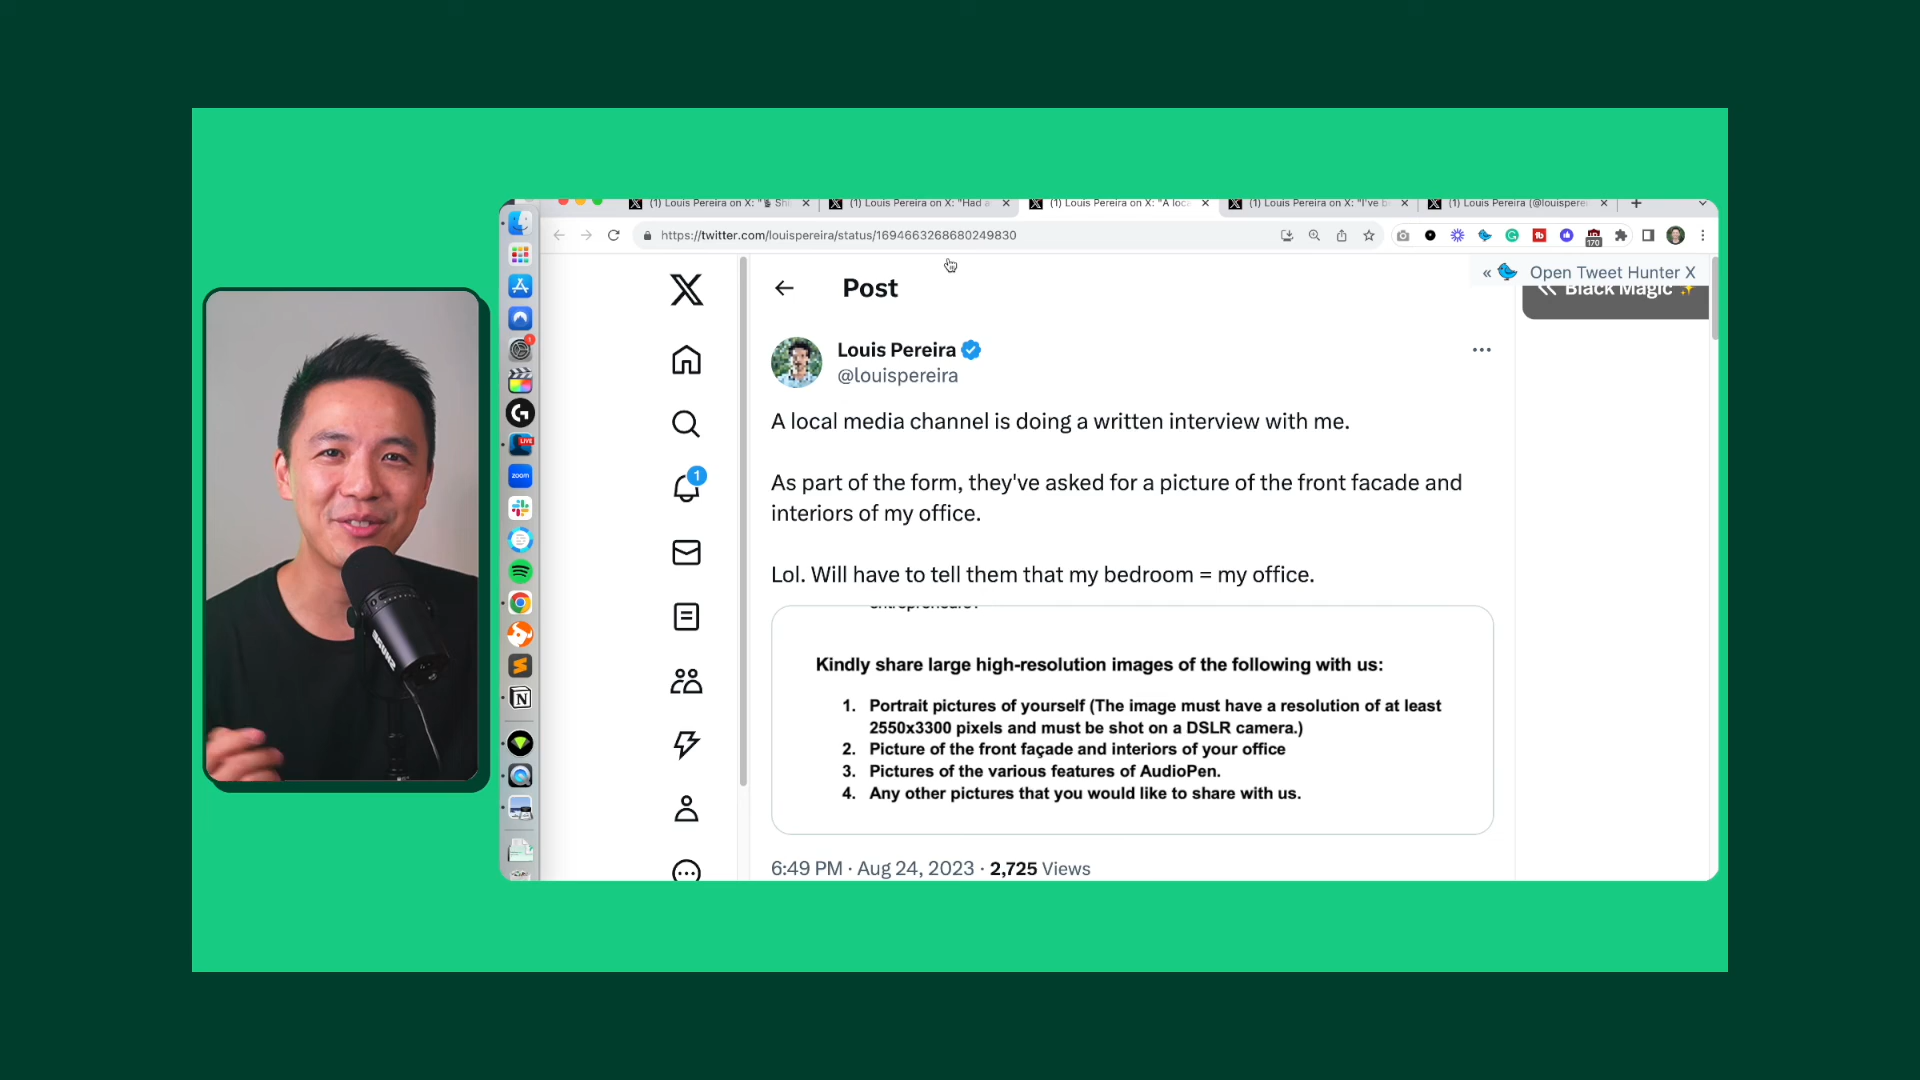 (1) Louis Pereira on X: "
(1) Louis Pereira on X: "Had a
(1) Louis Pereira on X: "A loc
(1) Louis Pereira on X: "I've b
(1) Louis Pereira (@louisperei
https://twitter.com/louispereira/status/1694663268680249830
170
« Open Tweet Hunter X
Black Magic
Post
Louis Pereira
@louispereira
A local media channel is doing a written interview with me.
As part of the form, they've asked for a picture of the front facade and
interiors of my office.
Lol. Will have to tell them that my bedroom = my office.
Kindly share large high-resolution images of the following with us:
1. Portrait pictures of yourself (The image must have a resolution of at least
2550x3300 pixels and must be shot on a DSLR camera.)
2. Picture of the front façade and interiors of your office
3. Pictures of the various features of AudioPen.
4. Any other pictures that you would like to share with us.
6:49 PM · Aug 24, 2023 · 2,725 Views
1
LIVE
zoom
SHURE